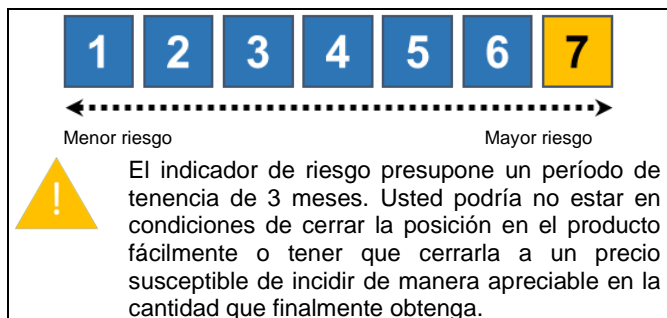 1 2 3 4 5 6 7
Menor riesgo Mayor riesgo
!
El indicador de riesgo presupone un período de
tenencia de 3 meses. Usted podría no estar en
condiciones de cerrar la posición en el producto
fácilmente o tener que cerrarla a un precio
susceptible de incidir de manera apreciable en la
cantidad que finalmente obtenga.